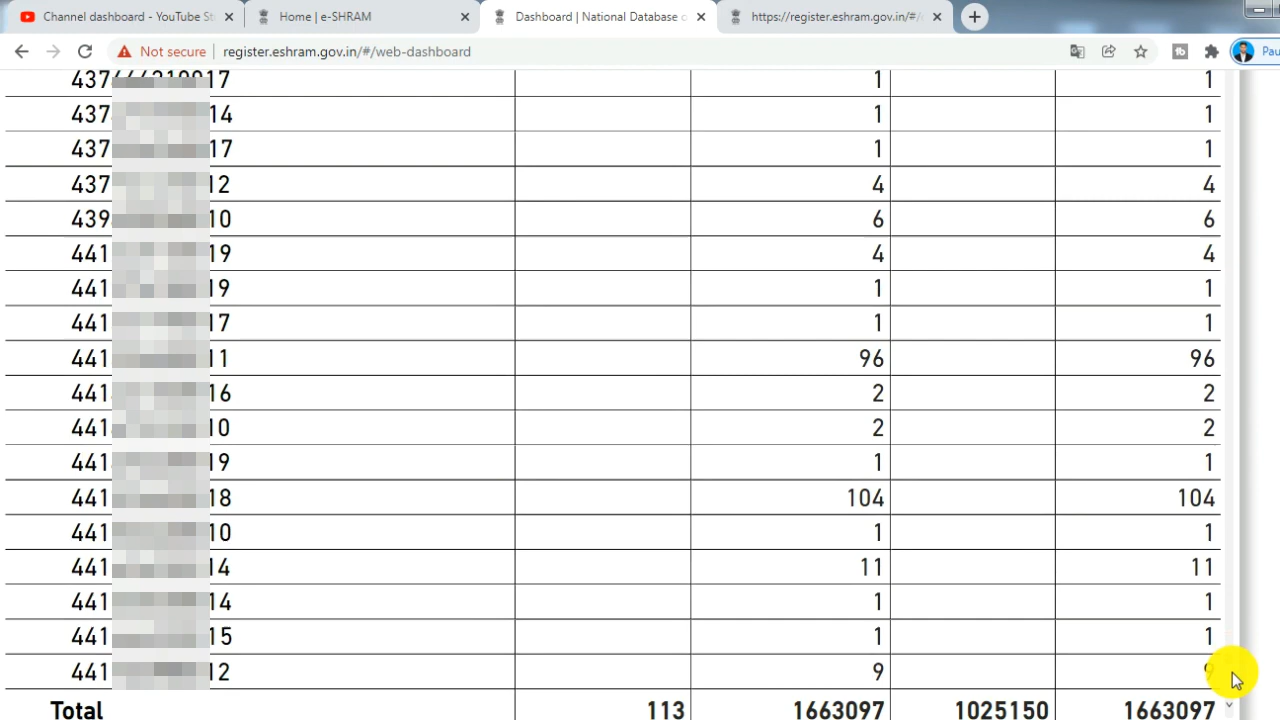 Channel dashboard - YouTube St
Home | e-SHRAM
Dashboard | National Database o
https://register.eshram.gov.in/#/
Not secure register.eshram.gov.in/#/web-dashboard Pau
437 17 1 1
437 14 1 1
437 17 1 1
437 12 4 4
439 10 6 6
441 19 4 4
441 19 1 1
441 17 1 1
441 11 96 96
441 16 2 2
441 10 2 2
441 19 1 1
441 18 104 104
441 10 1 1
441 14 11 11
441 14 1 1
441 15 1 1
441 12 9 9
Total 113 1663097 1025150 1663097